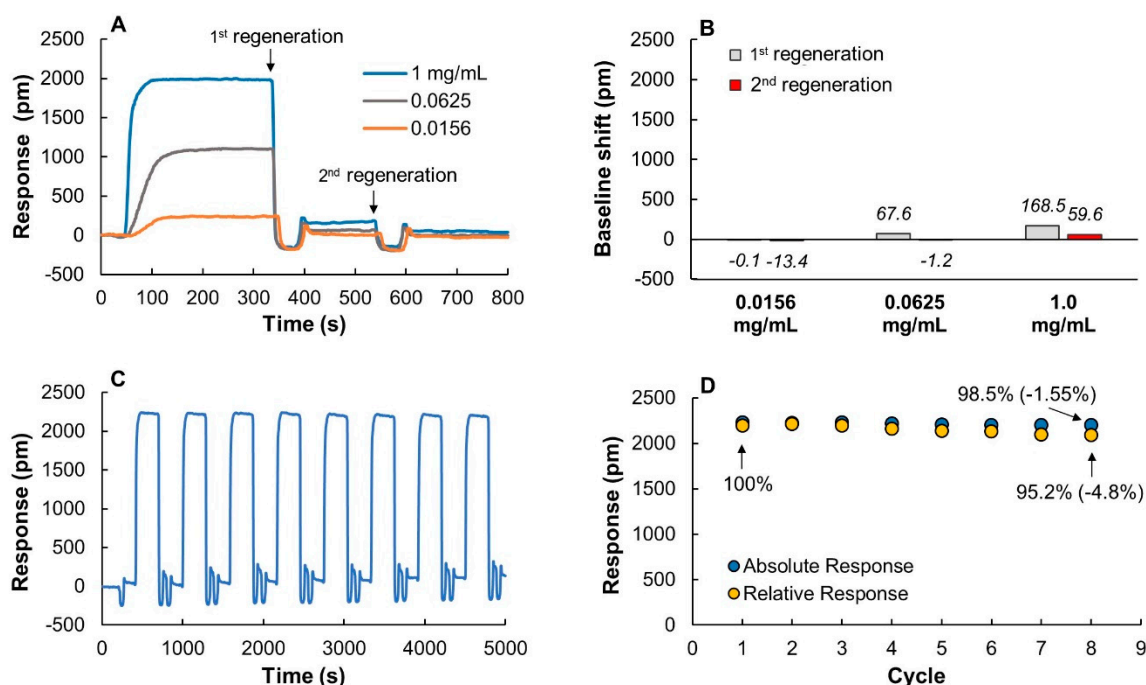 A
1st regeneration
1 mg/mL
0.0625
0.0156
2nd regeneration
Response (pm)
2500
2000
1500
1000
500
0
-500
0 100 200 300 400 500 600 700 800
Time (s)
B
1st regeneration
2nd regeneration
Baseline shift (pm)
2500
2000
1500
1000
500
0
-500
-0.1 -13.4
67.6
-1.2
168.5
59.6
0.0156 0.0625 1.0
mg/mL mg/mL mg/mL
C
Response (pm)
2500
2000
1500
1000
500
0
-500
0 1000 2000 3000 4000 5000
Time (s)
D
98.5% (-1.55%)
100%
95.2% (-4.8%)
Absolute Response
Relative Response
Response (pm)
2500
2000
1500
1000
2500
0
0 1 2 3 4 5 6 7 8 9
Cycle